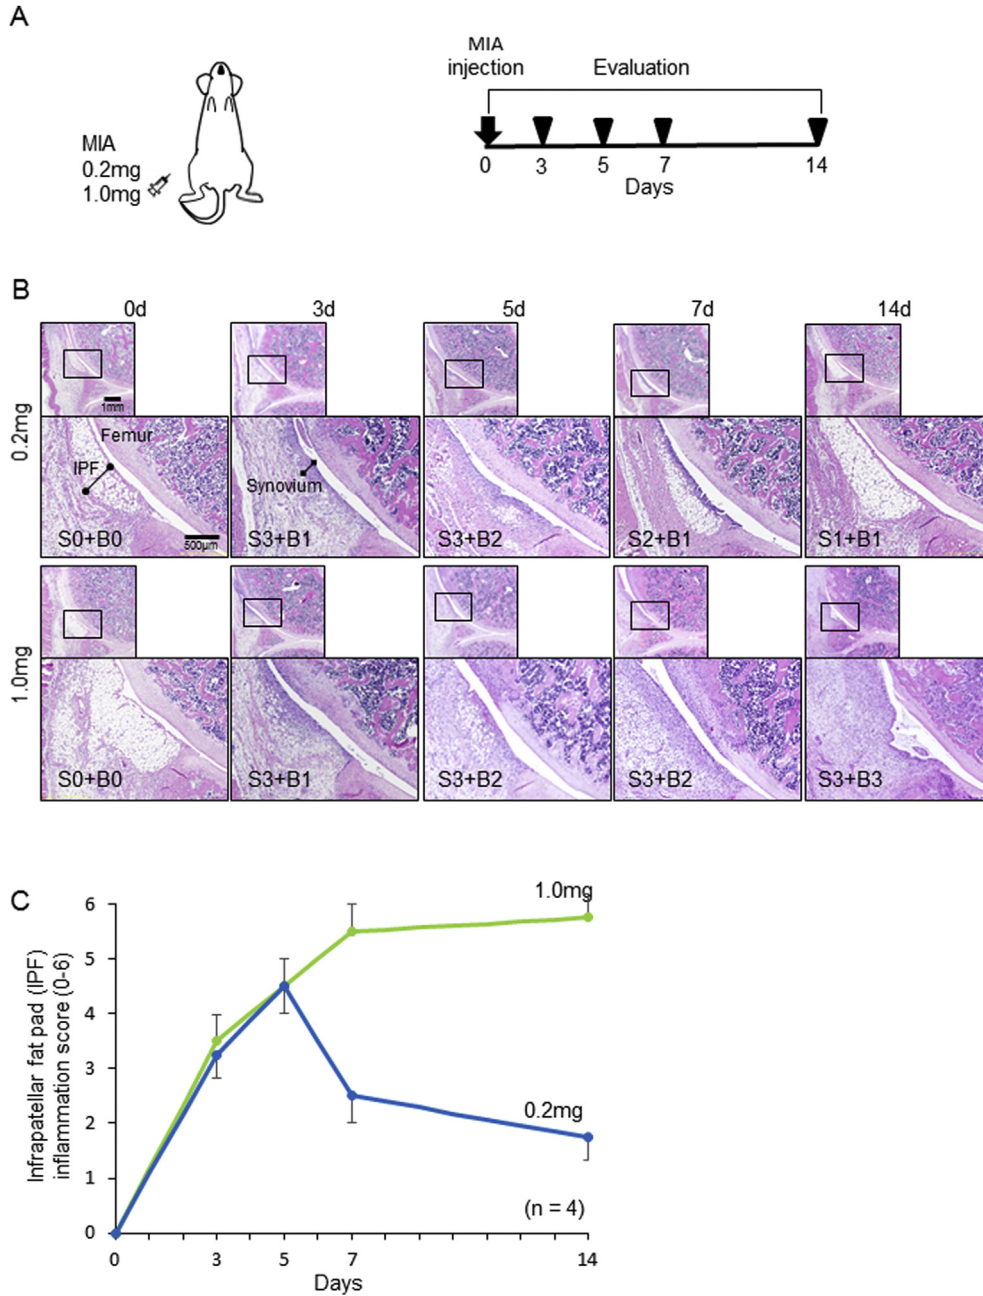 A
MIA
0.2mg
1.0mg
MIA
injection
Evaluation
0 3 5 7 14
Days
B
0d 3d 5d 7d 14d
0.2mg
1mm
Femur
IPF
Synovium
500µm
S0+B0 S3+B1 S3+B2 S2+B1 S1+B1
1.0mg
S0+B0 S3+B1 S3+B2 S3+B2 S3+B3
C
Infrapatellar fat pad (IPF)
inflammation score (0-6)
6
5
4
3
2
1
0
1.0mg
0.2mg
(n = 4)
0 3 5 7 14
Days